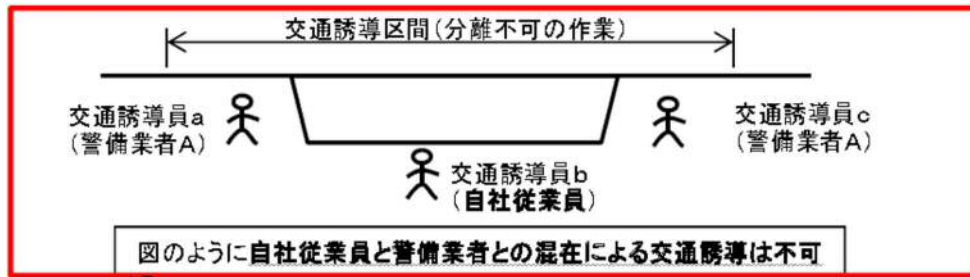 交通誘導区間(分離不可の作業)
交通誘導員a
(警備業者A)
交通誘導員c
(警備業者A)
交通誘導員b
(自社従業員)
図のように自社従業員と警備業者との混在による交通誘導は不可